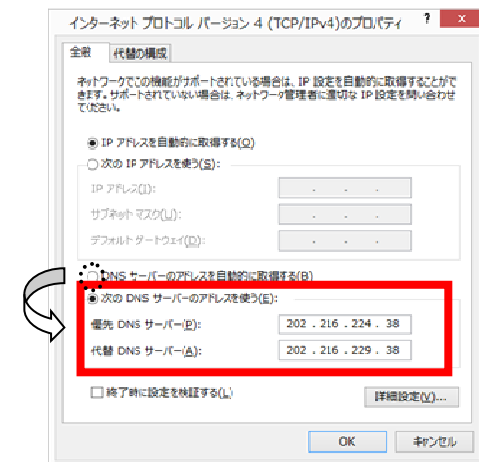 インターネット プロトコル バージョン 4 (TCP/IPv4)のプロパティ ? x
全般 代替の構成
ネットワークでこの機能がサポートされている場合は、IP 設定を自動的に取得することがで
きます。サポートされていない場合は、ネットワーク管理者に適切な IP 設定を問い合わせ
てください。
IP アドレスを自動的に取得する(O)
次の IP アドレスを使う(S):
IP アドレス(I):
サブネット マスク(U):
デフォルト ゲートウェイ(D):
DNS サーバーのアドレスを自動的に取得する(B)
次の DNS サーバーのアドレスを使う(E):
優先 DNS サーバー(P): 202 . 216 . 224 . 38
代替 DNS サーバー(A): 202 . 216 . 229 . 38
終了時に設定を検証する(L)
詳細設定(V)...
OK キャンセル